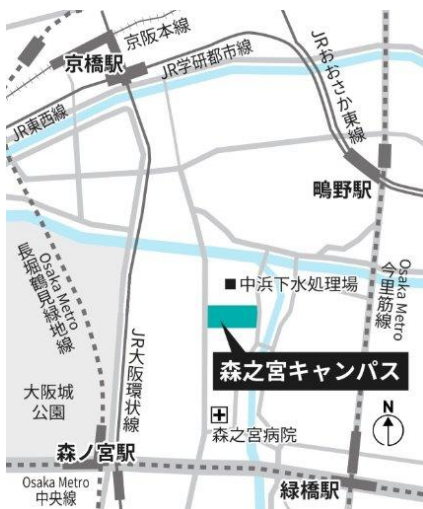 京阪本線
京橋駅
JR学研都市線
JRおおさか東線
JR東西線
鴫野駅
Osaka Metro
今里筋線
中浜下水処理場
Osaka Metro
長堀鶴見緑地線
JR大阪環状線
森之宮キャンパス
大阪城
公園
N
森之宮病院
森ノ宮駅
Osaka Metro
中央線
緑橋駅